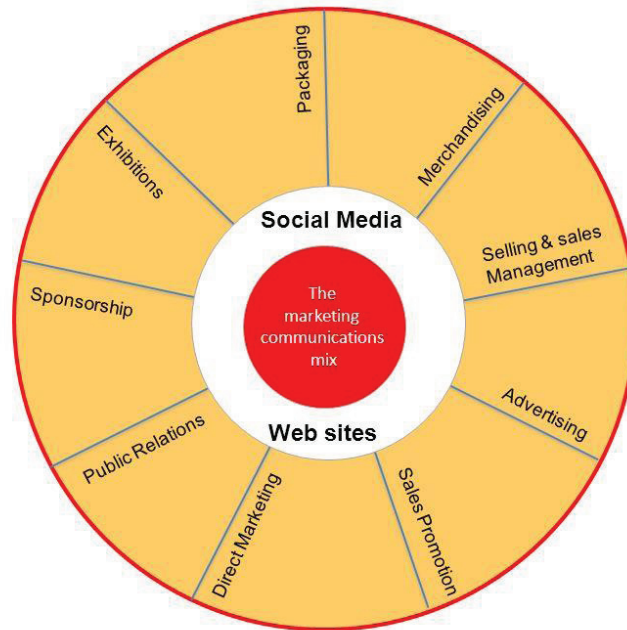 Packaging
Merchandising
Selling & sales
Management
Advertising
Sales Promotion
Direct Marketing
Public Relations
Sponsorship
Exhibitions
Social Media
The
marketing
communications
mix
Web sites